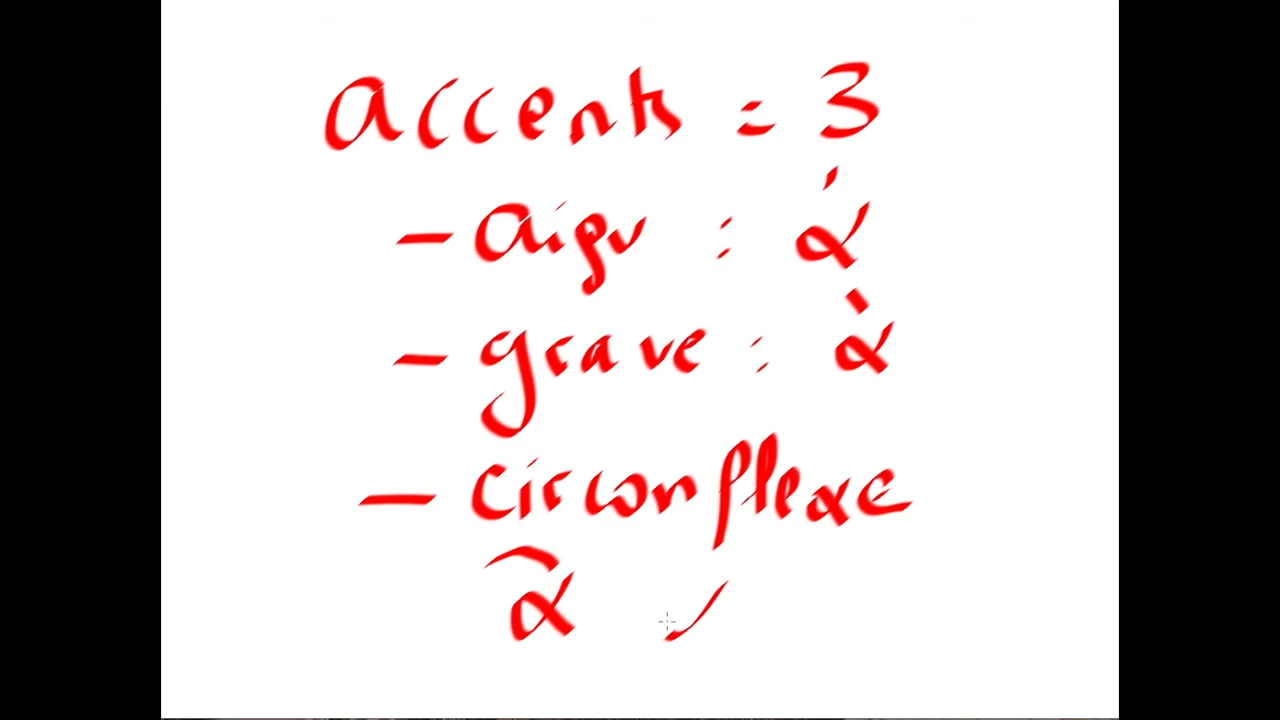 accents = 3
- aigu : ά
- grave : ὰ
- circonflexe
ᾶ